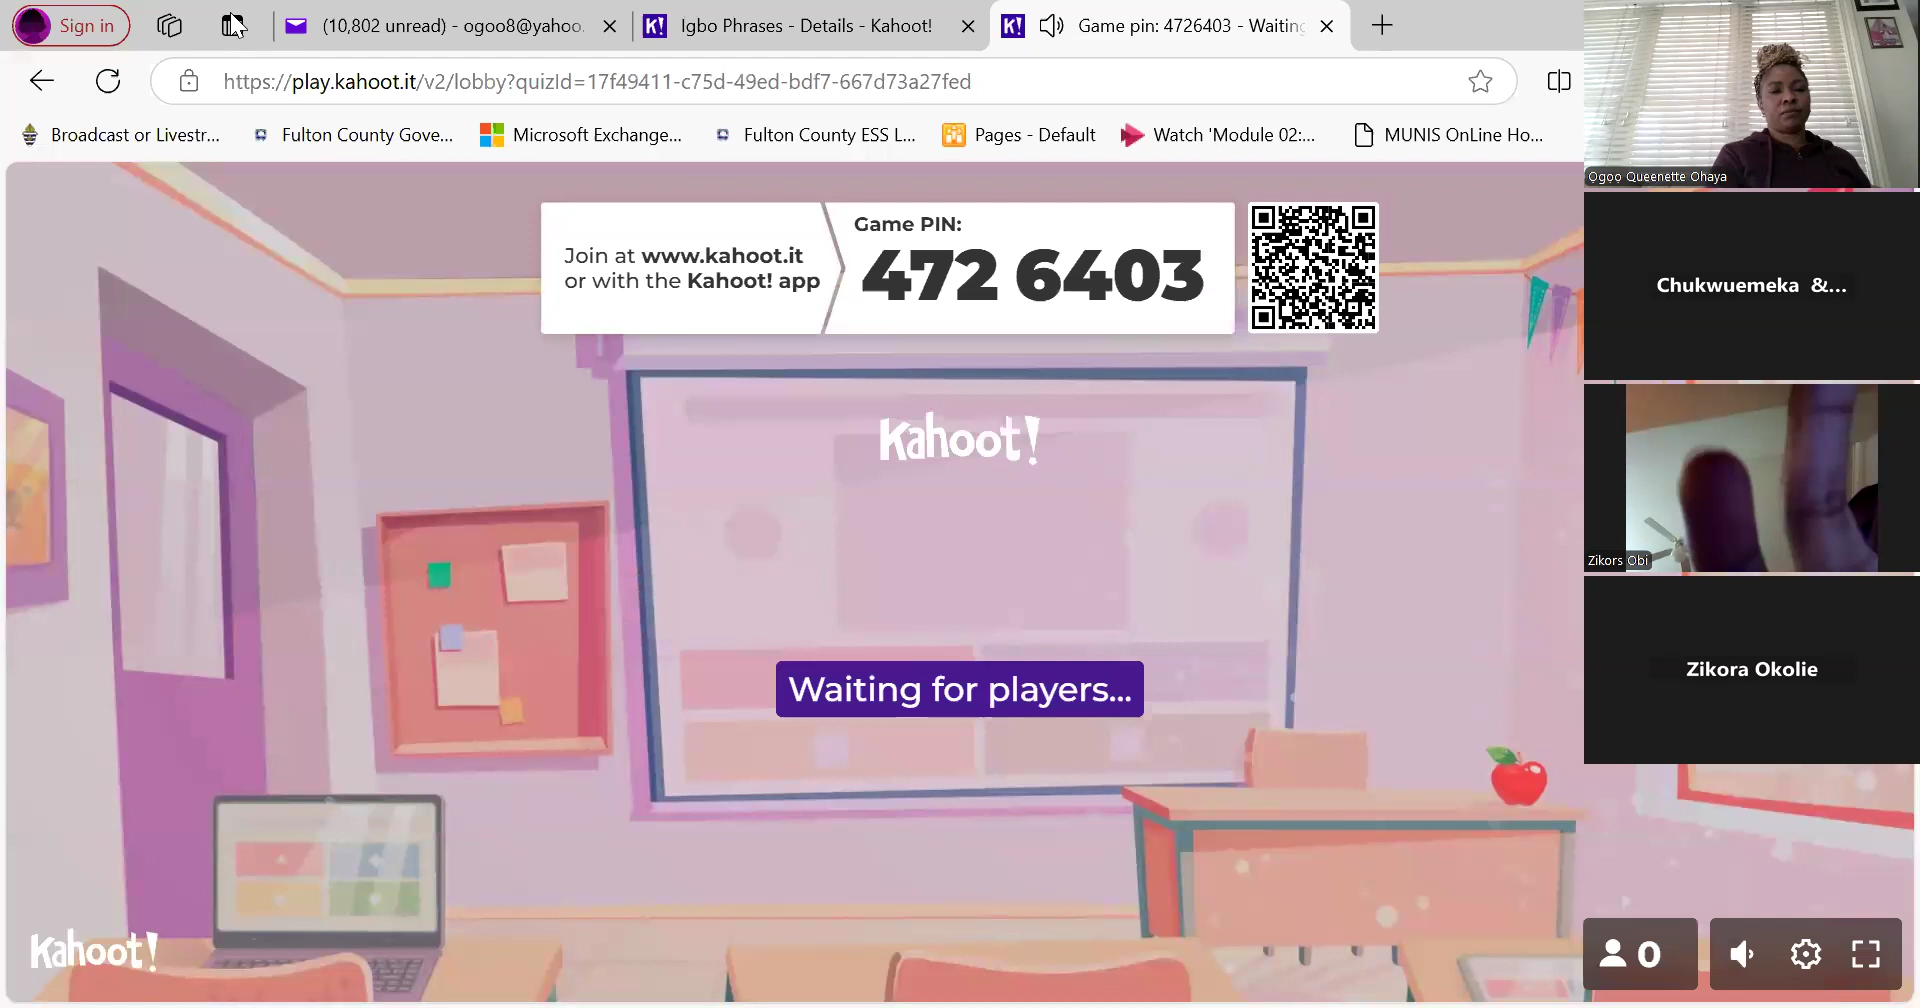 Sign in
(10,802 unread) - ogoo8@yahoo.
Igbo Phrases - Details - Kahoot!
Game pin: 4726403 - Waiting
https://play.kahoot.it/v2/lobby?quizId=17f49411-c75d-49ed-bdf7-667d73a27fed
Broadcast or Livestr...
Fulton County Gove...
Microsoft Exchange...
Fulton County ESS L...
Pages - Default
Watch 'Module 02:...
MUNIS OnLine Ho...
Join at www.kahoot.it
or with the Kahoot! app
Game PIN:
472 6403
Kahoot!
Waiting for players...
Kahoot!
0
Ogoo Queenette Ohaya
Chukwuemeka &...
Zikors Obi
Zikora Okolie